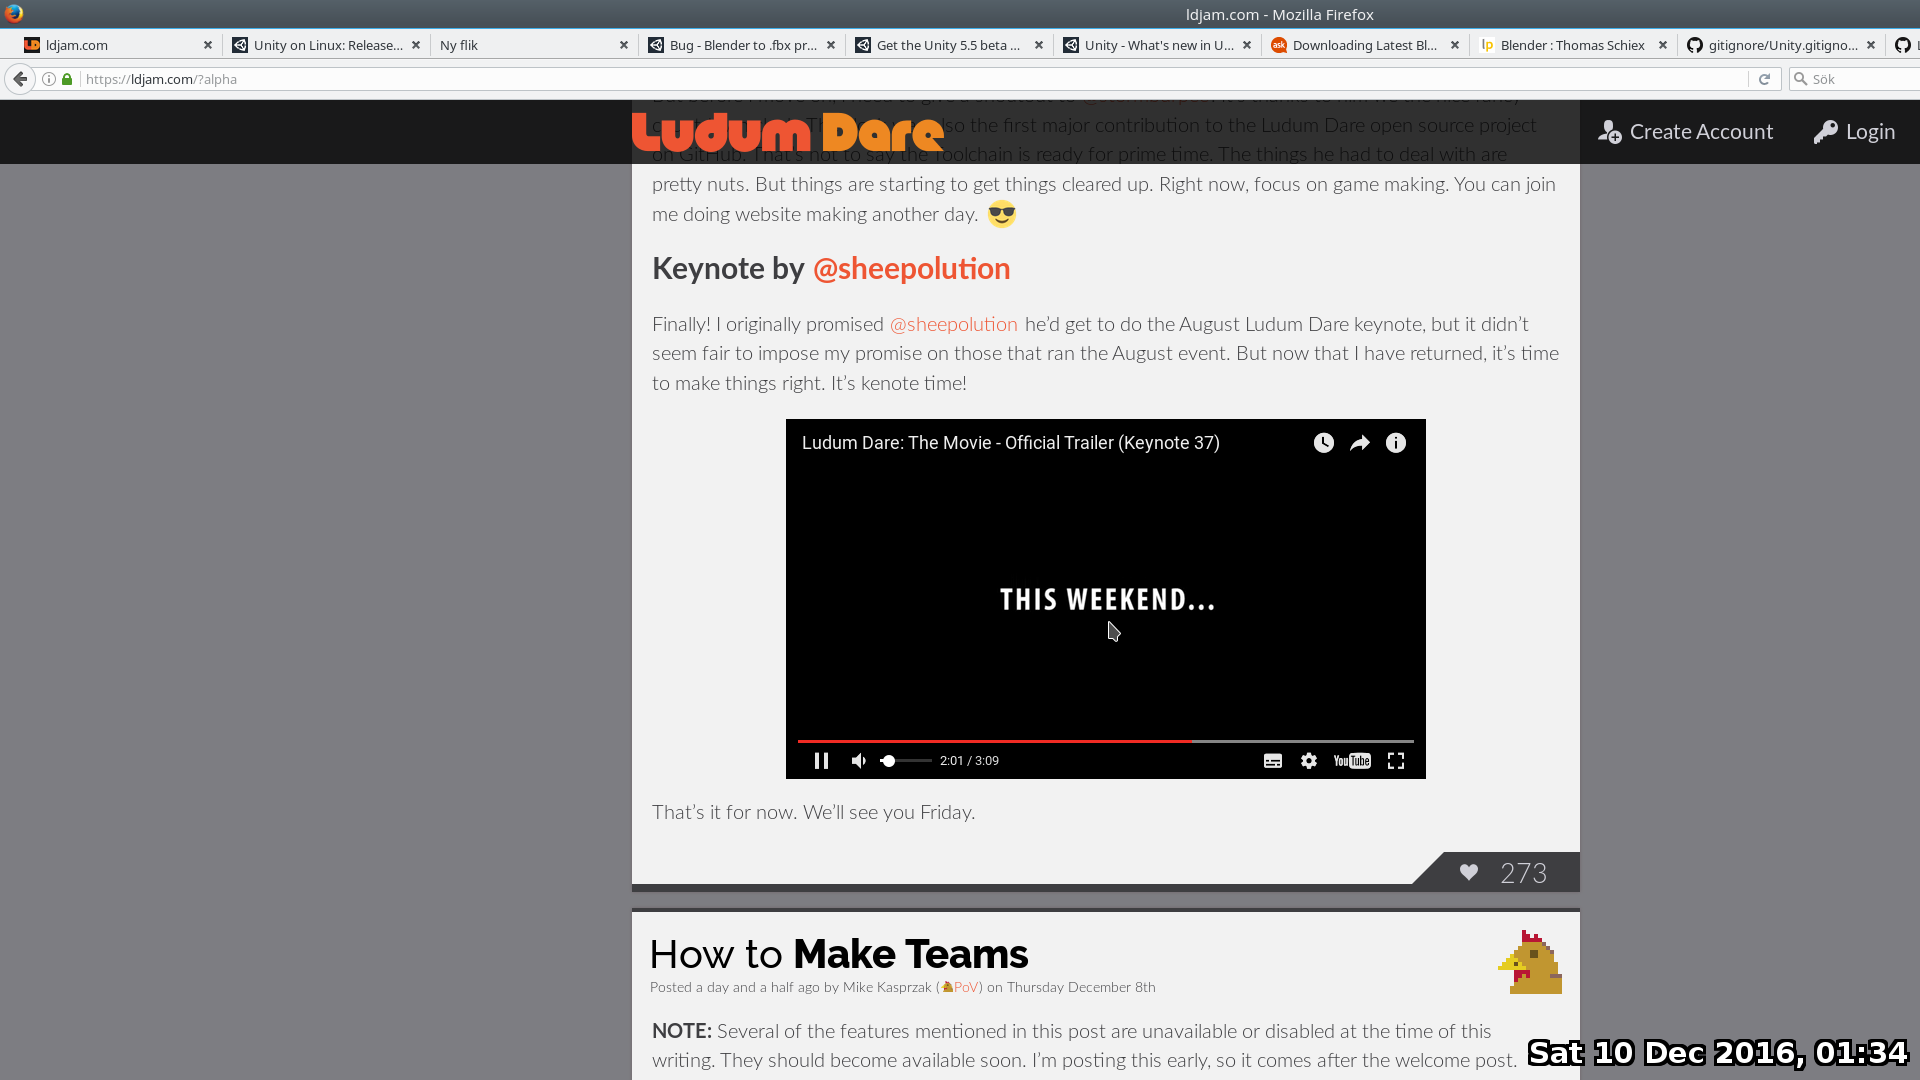 ldjam.com - Mozilla Firefox
ldjam.com
Unity on Linux: Release...
Ny flik
Bug - Blender to .fbx pr...
Get the Unity 5.5 beta ...
Unity - What's new in U...
Downloading Latest Bl...
Blender : Thomas Schiex
gitignore/Unity.gitigno...
https://ldjam.com/?alpha
Sök
Ludum Dare
Create Account
Login
also the first major contribution to the Ludum Dare open source project
on GitHub. That's not to say the Toolchain is ready for prime time. The things he had to deal with are
pretty nuts. But things are starting to get things cleared up. Right now, focus on game making. You can join
me doing website making another day.
Keynote by @sheepolution
Finally! I originally promised @sheepolution he’d get to do the August Ludum Dare keynote, but it didn’t
seem fair to impose my promise on those that ran the August event. But now that I have returned, it’s time
to make things right. It’s kenote time!
Ludum Dare: The Movie - Official Trailer (Keynote 37)
THIS WEEKEND...
2:01 / 3:09
YouTube
That’s it for now. We’ll see you Friday.
273
How to Make Teams
Posted a day and a half ago by Mike Kasprzak (PoV) on Thursday December 8th
NOTE: Several of the features mentioned in this post are unavailable or disabled at the time of this
writing. They should become available soon. I’m posting this early, so it comes after the welcome post.
Sat 10 Dec 2016, 01:34